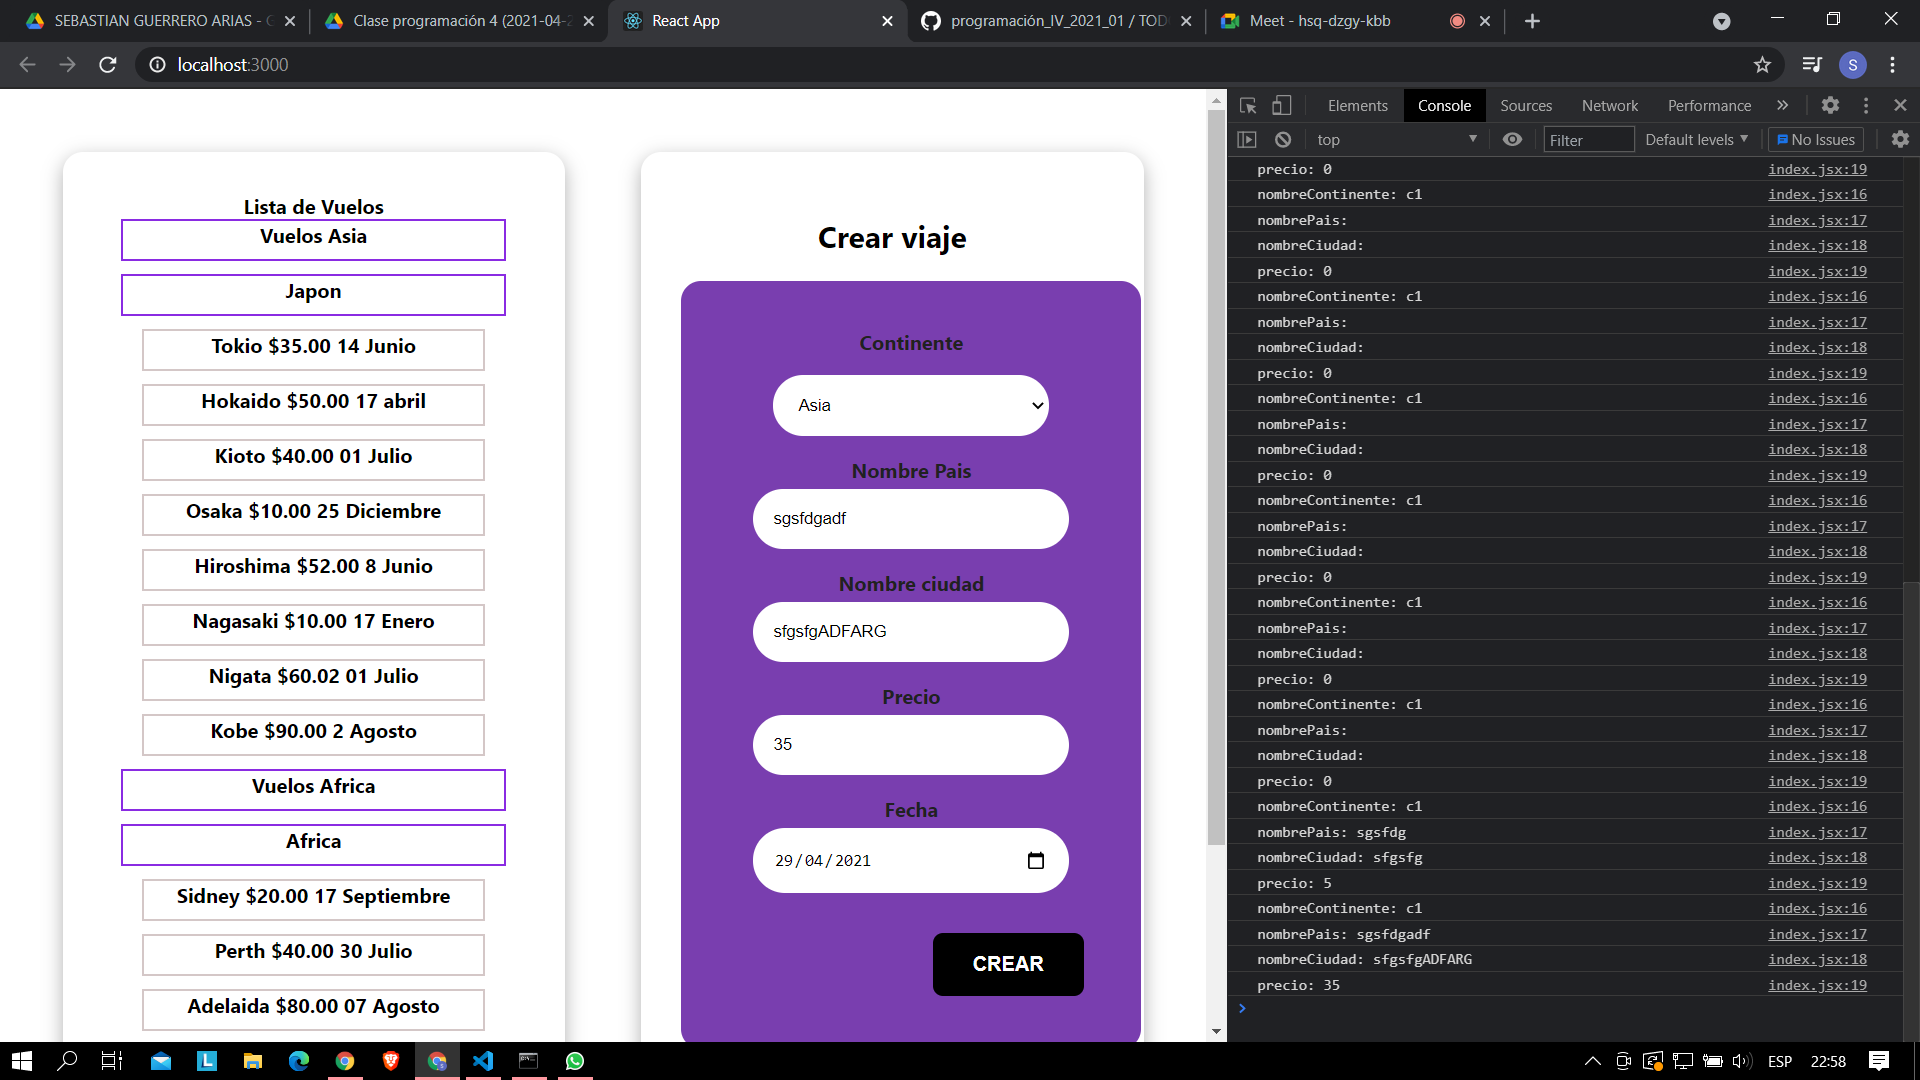 SEBASTIAN GUERRERO ARIAS - G
Clase programación 4 (2021-04-2
React App
programación_IV_2021_01 / TOD
Meet - hsq-dzgy-kbb
localhost:3000
S
Lista de Vuelos
Vuelos Asia
Japon
Tokio $35.00 14 Junio
Hokaido $50.00 17 abril
Kioto $40.00 01 Julio
Osaka $10.00 25 Diciembre
Hiroshima $52.00 8 Junio
Nagasaki $10.00 17 Enero
Nigata $60.02 01 Julio
Kobe $90.00 2 Agosto
Vuelos Africa
Africa
Sidney $20.00 17 Septiembre
Perth $40.00 30 Julio
Adelaida $80.00 07 Agosto
Crear viaje
Continente
Asia
Nombre Pais
sgsfdgadf
Nombre ciudad
sfgsfgADFARG
Precio
35
Fecha
29/04/2021
CREAR
Elements
Console
Sources
Network
Performance
top
Filter
Default levels
No Issues
precio: 0 index.jsx:19
nombreContinente: c1 index.jsx:16
nombrePais: index.jsx:17
nombreCiudad: index.jsx:18
precio: 0 index.jsx:19
nombreContinente: c1 index.jsx:16
nombrePais: index.jsx:17
nombreCiudad: index.jsx:18
precio: 0 index.jsx:19
nombreContinente: c1 index.jsx:16
nombrePais: index.jsx:17
nombreCiudad: index.jsx:18
precio: 0 index.jsx:19
nombreContinente: c1 index.jsx:16
nombrePais: index.jsx:17
nombreCiudad: index.jsx:18
precio: 0 index.jsx:19
nombreContinente: c1 index.jsx:16
nombrePais: index.jsx:17
nombreCiudad: index.jsx:18
precio: 0 index.jsx:19
nombreContinente: c1 index.jsx:16
nombrePais: index.jsx:17
nombreCiudad: index.jsx:18
precio: 0 index.jsx:19
nombreContinente: c1 index.jsx:16
nombrePais: sgsfdg index.jsx:17
nombreCiudad: sfgsfg index.jsx:18
precio: 5 index.jsx:19
nombreContinente: c1 index.jsx:16
nombrePais: sgsfdgadf index.jsx:17
nombreCiudad: sfgsfgADFARG index.jsx:18
precio: 35 index.jsx:19
ESP
22:58